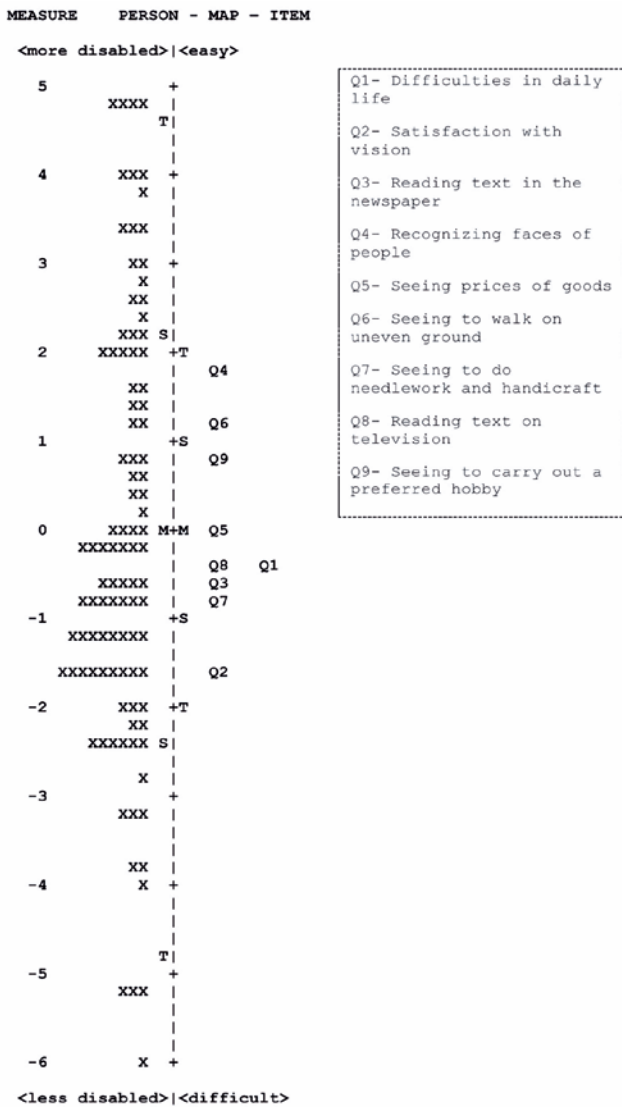 MEASURE PERSON - MAP - ITEM
<more disabled>|<easy>
5 +
XXXX |
T|
|
4 XXX +
X |
|
XXX |
|
3 XX +
X |
XX |
X |
XXX S|
2 XXXXX +T
| Q4
XX |
XX |
XX | Q6
1 +S
XXX | Q9
XX |
XX |
X |
0 XXXX M+M Q5
XXXXXXX |
| Q8 Q1
XXXXX | Q3
XXXXXXX | Q7
-1 +S
XXXXXXXX |
|
XXXXXXXXX | Q2
|
-2 XXX +T
XX |
XXXXXX S|
|
X |
-3 +
XXX |
|
|
XX |
-4 X +
|
|
|
T|
-5 +
XXX |
|
|
|
-6 X +
<less disabled>|<difficult>
Q1- Difficulties in daily
life
Q2- Satisfaction with
vision
Q3- Reading text in the
newspaper
Q4- Recognizing faces of
people
Q5- Seeing prices of goods
Q6- Seeing to walk on
uneven ground
Q7- Seeing to do
needlework and handicraft
Q8- Reading text on
television
Q9- Seeing to carry out a
preferred hobby